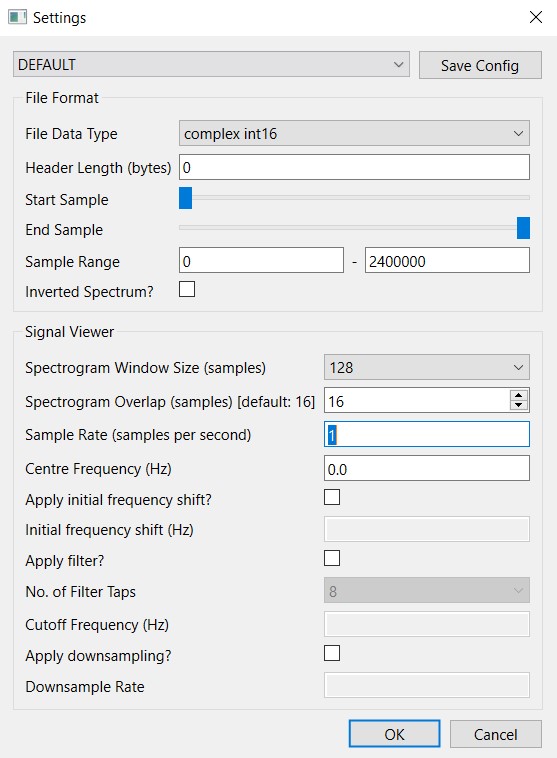 Settings
DEFAULT Save Config
File Format
File Data Type complex int16
Header Length (bytes) 0
Start Sample
End Sample
Sample Range 0 - 2400000
Inverted Spectrum?
Signal Viewer
Spectrogram Window Size (samples) 128
Spectrogram Overlap (samples) [default: 16] 16
Sample Rate (samples per second) 1
Centre Frequency (Hz) 0.0
Apply initial frequency shift?
Initial frequency shift (Hz)
Apply filter?
No. of Filter Taps 8
Cutoff Frequency (Hz)
Apply downsampling?
Downsample Rate
OK Cancel